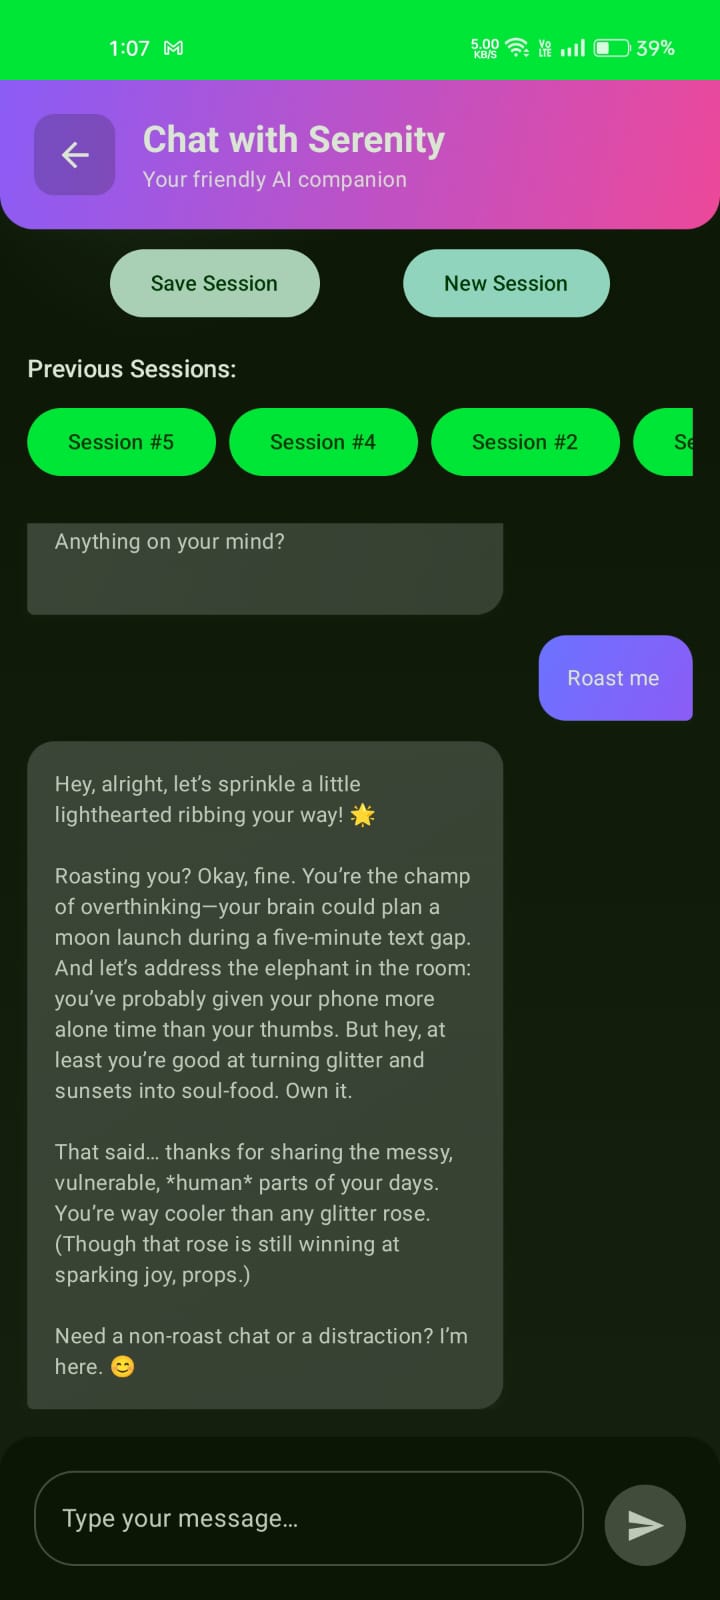 1:07
5.00 KB/S
Vo LTE
39%
Chat with Serenity
Your friendly AI companion
Save Session
New Session
Previous Sessions:
Session #5
Session #4
Session #2
Se
Anything on your mind?
Roast me
Hey, alright, let’s sprinkle a little
lighthearted ribbing your way! 🌟
Roasting you? Okay, fine. You’re the champ
of overthinking—your brain could plan a
moon launch during a five-minute text gap.
And let’s address the elephant in the room:
you’ve probably given your phone more
alone time than your thumbs. But hey, at
least you’re good at turning glitter and
sunsets into soul-food. Own it.
That said… thanks for sharing the messy,
vulnerable, *human* parts of your days.
You’re way cooler than any glitter rose.
(Though that rose is still winning at
sparking joy, props.)
Need a non-roast chat or a distraction? I’m
here. 😊
Type your message…